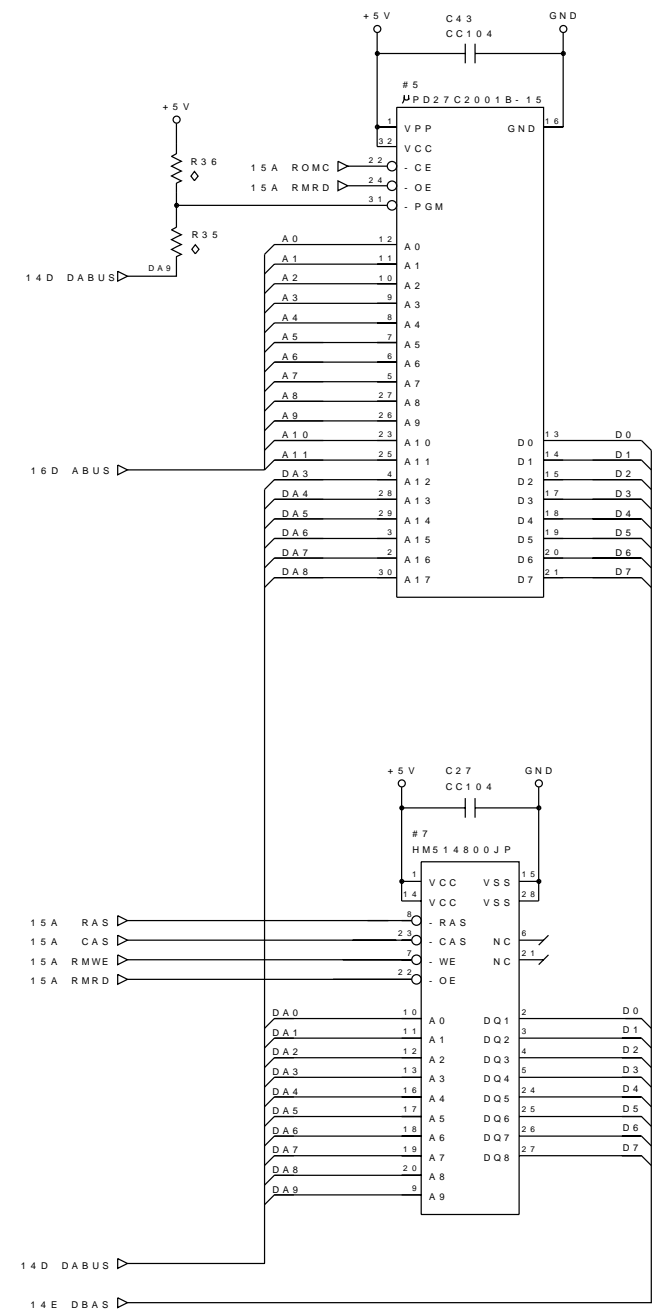 +5V C43 GND
CC104
#5
μPD27C2001B-15
1 VPP GND 16
32 VCC
+5V
R36
15A ROMC 22 -CE
15A RMRD 24 -OE
31 -PGM
R35
14D DABUS DA9
A0 12 A0
A1 11 A1
A2 10 A2
A3 9 A3
A4 8 A4
A5 7 A5
A6 6 A6
A7 5 A7
A8 27 A8
A9 26 A9
A10 23 A10 D0 13 D0
16D ABUS A11 25 A11 D1 14 D1
DA3 4 A12 D2 15 D2
DA4 28 A13 D3 17 D3
DA5 29 A14 D4 18 D4
DA6 3 A15 D5 19 D5
DA7 2 A16 D6 20 D6
DA8 30 A17 D7 21 D7
+5V C27 GND
CC104
#7
HM514800JP
1 VCC VSS 15
14 VCC VSS 28
15A RAS 8 -RAS
15A CAS 23 -CAS NC 6
15A RMWE 7 -WE NC 21
15A RMRD 22 -OE
DA0 10 A0 DQ1 2 D0
DA1 11 A1 DQ2 3 D1
DA2 12 A2 DQ3 4 D2
DA3 13 A3 DQ4 5 D3
DA4 16 A4 DQ5 24 D4
DA5 17 A5 DQ6 25 D5
DA6 18 A6 DQ7 26 D6
DA7 19 A7 DQ8 27 D7
DA8 20 A8
DA9 9 A9
14D DABUS
14E DBAS